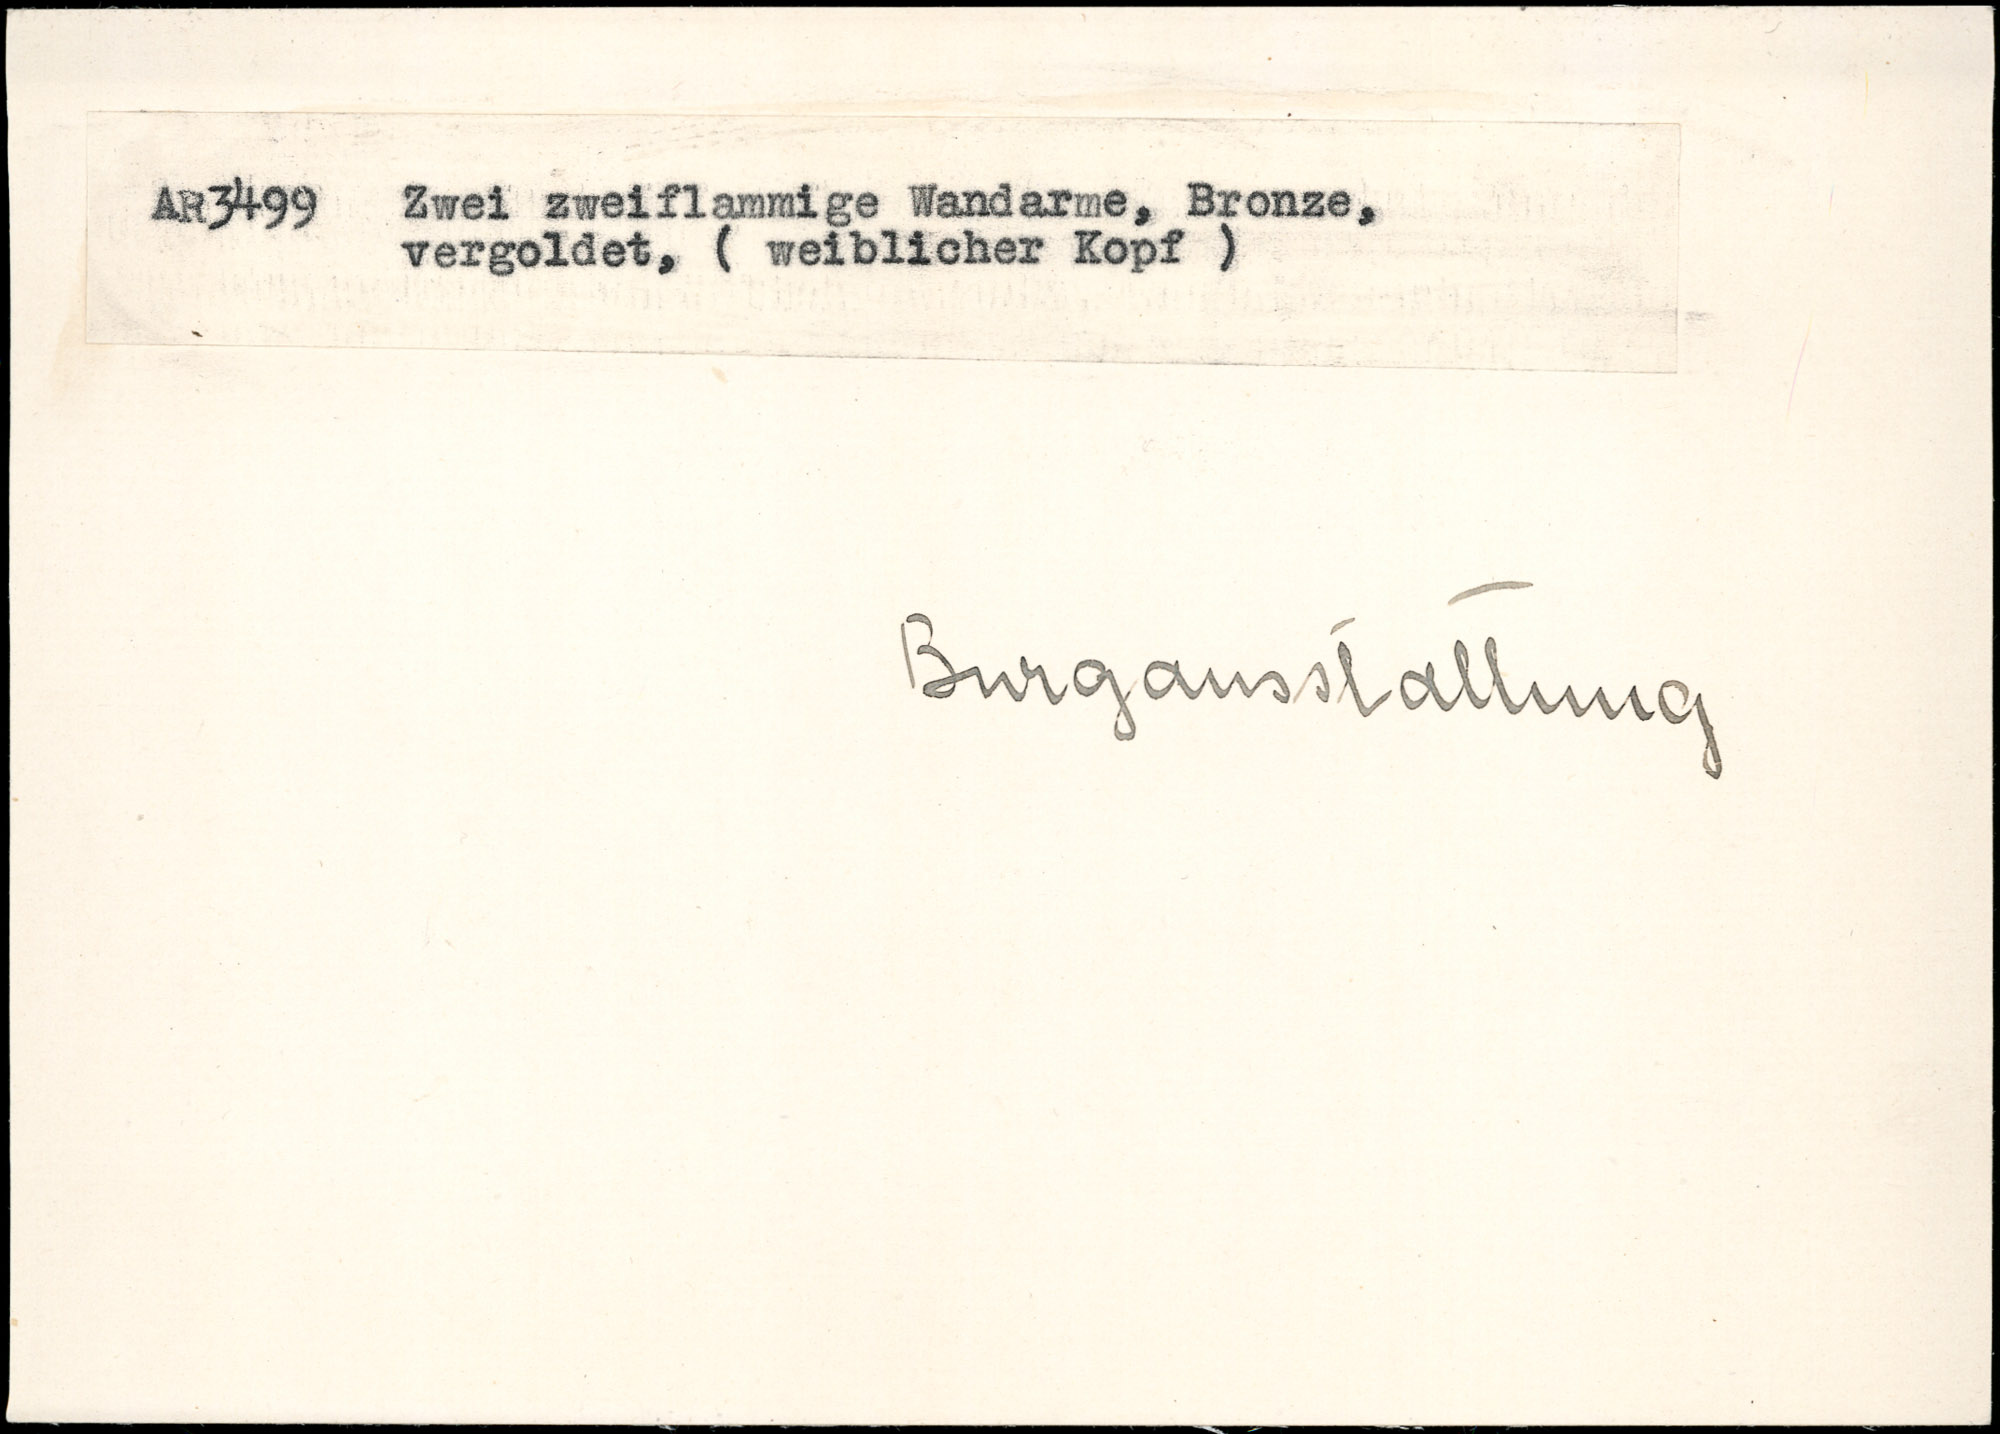 AR3499 Zwei zweiflammige Wandarme, Bronze,
vergoldet, ( weiblicher Kopf )
Burgausstattung